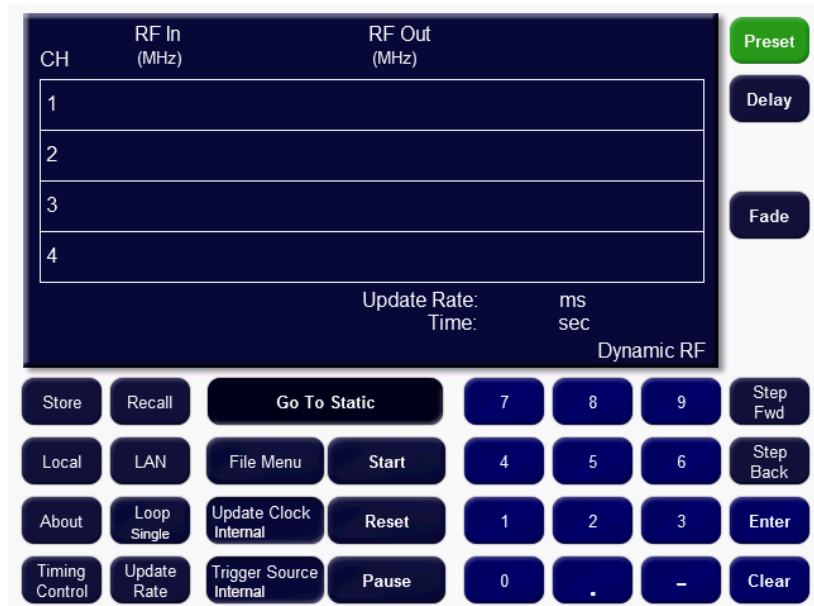 RF In RF Out
CH (MHz) (MHz)
1
2
3
4
Update Rate: ms
Time: sec
Dynamic RF
Preset
Delay
Fade
Store Recall Go To Static 7 8 9 Step Fwd
Local LAN File Menu Start 4 5 6 Step Back
About Loop Single Update Clock Internal Reset 1 2 3 Enter
Timing Control Update Rate Trigger Source Internal Pause 0 . – Clear